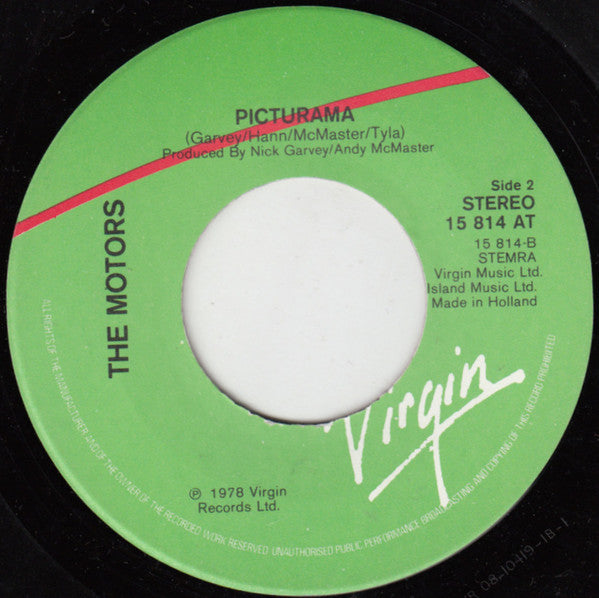 PICTURAMA
(Garvey/Hann/McMaster/Tyla)
Produced By Nick Garvey/Andy McMaster
THE MOTORS
Side 2
STEREO
15 814 AT
15 814-B
STEMRA
Virgin Music Ltd.
Island Music Ltd.
Made in Holland
Virgin
℗ 1978 Virgin
Records Ltd.
ALL RIGHTS OF THE MANUFACTURER AND OF THE OWNER OF THE RECORDED WORK RESERVED UNAUTHORISED PUBLIC PERFORMANCE BROADCASTING AND COPYING OF THIS RECORD PROHIBITED